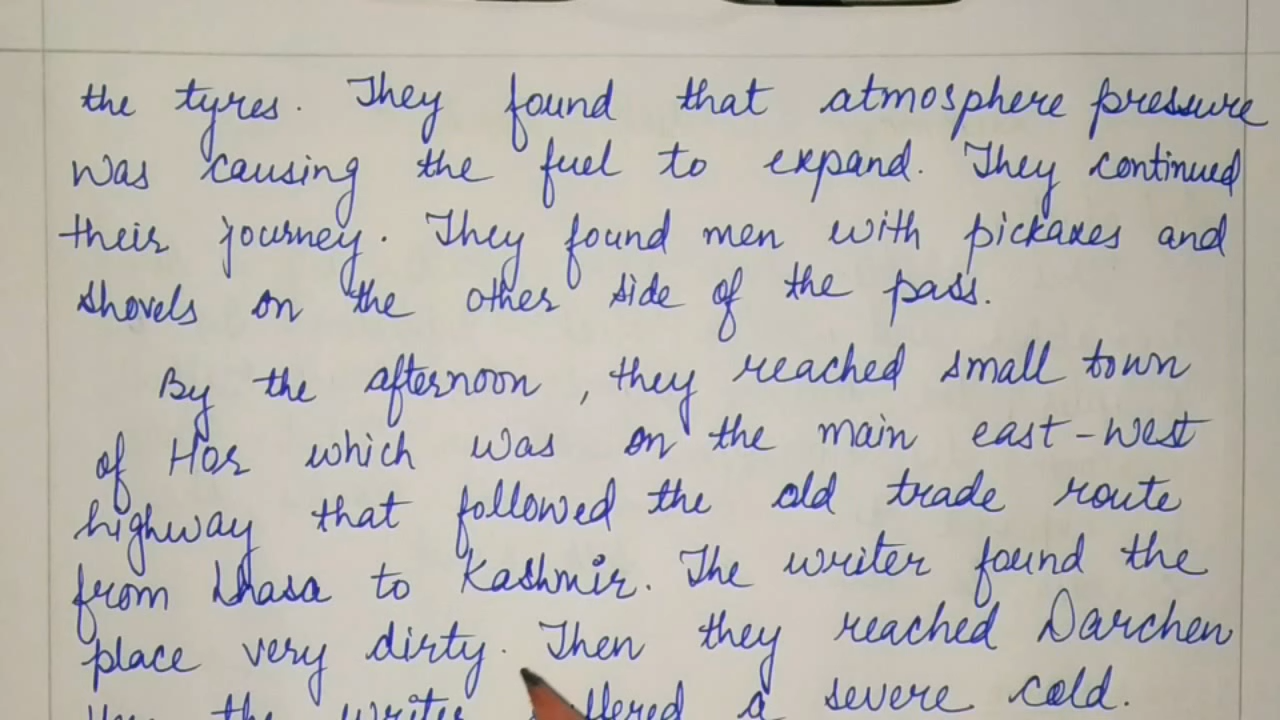 the tyres. They found that atmosphere pressure
was causing the fuel to expand. They continued
their journey. They found men with pickaxes and
shovels on the other side of the pass.
By the afternoon, they reached small town
of Hor which was on the main east-west
highway that followed the old trade route
from Lhasa to Kashmir. The writer found the
place very dirty. Then they reached Darchen
the writer a severe cold.